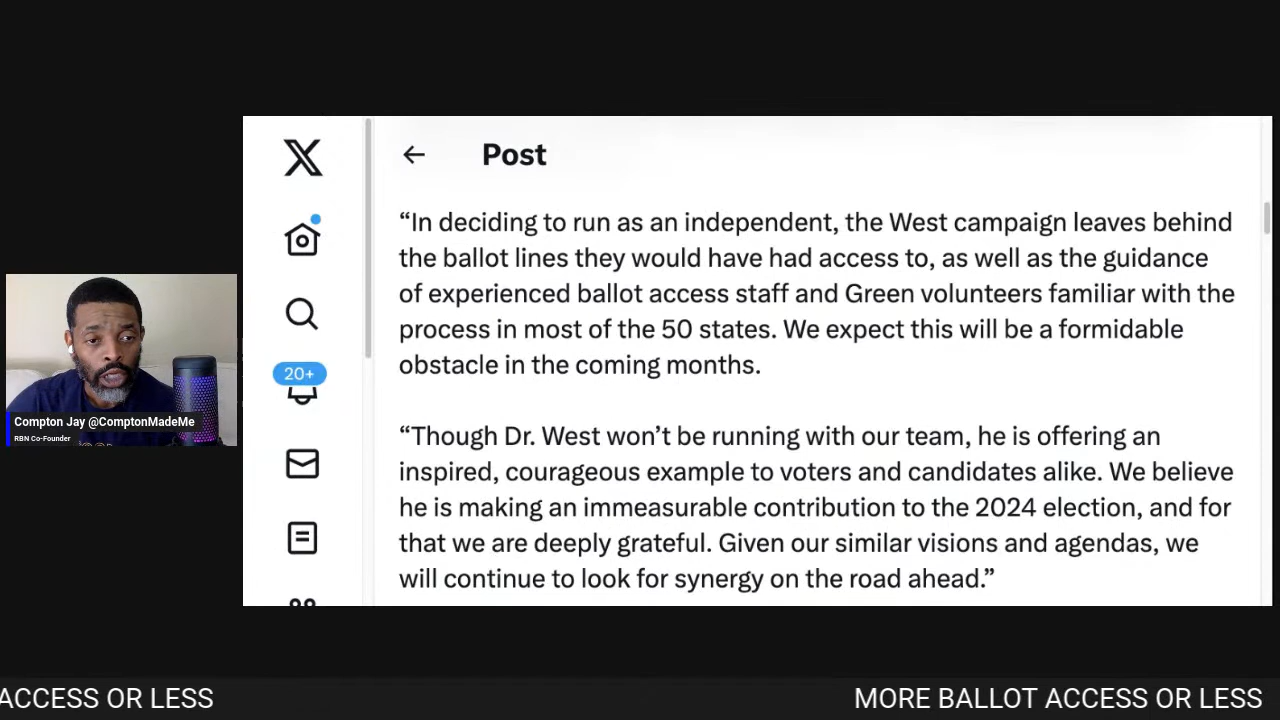 Post
“In deciding to run as an independent, the West campaign leaves behind
the ballot lines they would have had access to, as well as the guidance
of experienced ballot access staff and Green volunteers familiar with the
process in most of the 50 states. We expect this will be a formidable
obstacle in the coming months.
“Though Dr. West won’t be running with our team, he is offering an
inspired, courageous example to voters and candidates alike. We believe
he is making an immeasurable contribution to the 2024 election, and for
that we are deeply grateful. Given our similar visions and agendas, we
will continue to look for synergy on the road ahead.”
20+
Compton Jay @ComptonMadeMe
RBN Co-Founder
ACCESS OR LESS
MORE BALLOT ACCESS OR LESS